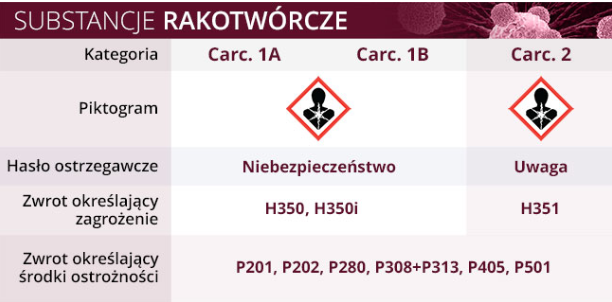 SUBSTANCJE RAKOTWÓRCZE
Kategoria Carc. 1A Carc. 1B Carc. 2
Piktogram
Hasło ostrzegawcze Niebezpieczeństwo Uwaga
Zwrot określający
zagrożenie
H350, H350i H351
Zwrot określający
środki ostrożności
P201, P202, P280, P308+P313, P405, P501